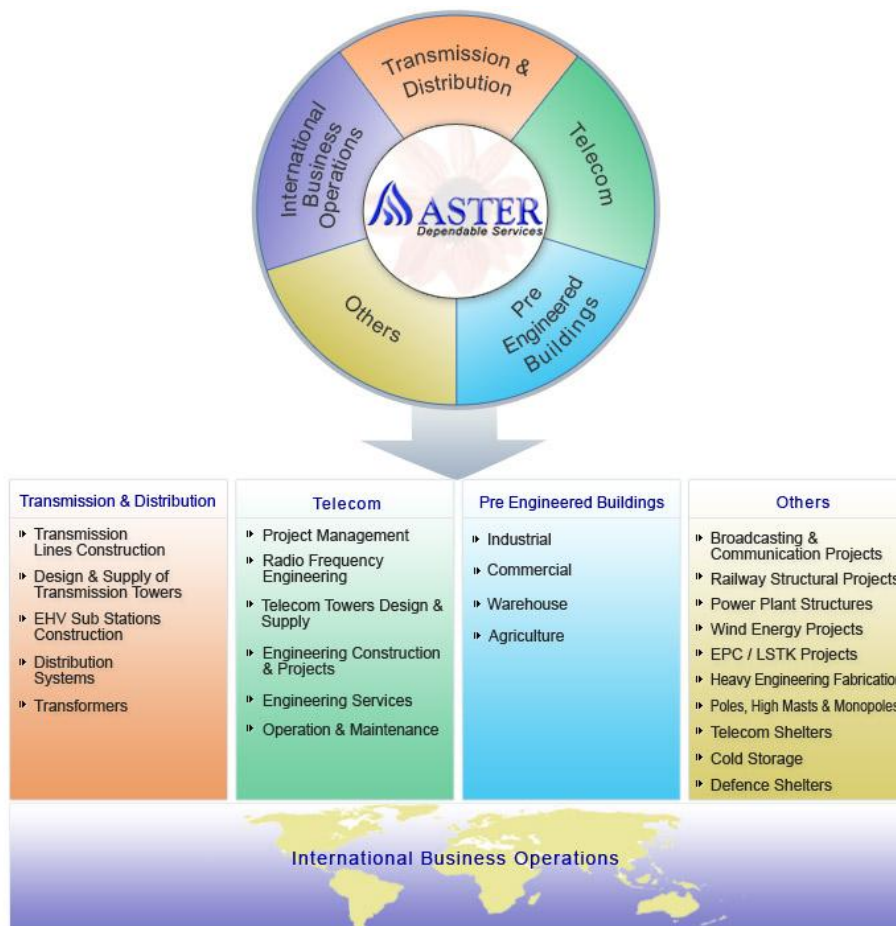 Transmission &
Distribution
Telecom
Pre
Engineered
Buildings
Others
International
Business
Operations
ASTER
Dependable Services
Transmission & Distribution
Transmission
Lines Construction
Design & Supply of
Transmission Towers
EHV Sub Stations
Construction
Distribution
Systems
Transformers
Telecom
Project Management
Radio Frequency
Engineering
Telecom Towers Design &
Supply
Engineering Construction
& Projects
Engineering Services
Operation & Maintenance
Pre Engineered Buildings
Industrial
Commercial
Warehouse
Agriculture
Others
Broadcasting &
Communication Projects
Railway Structural Projects
Power Plant Structures
Wind Energy Projects
EPC / LSTK Projects
Heavy Engineering Fabrication
Poles, High Masts & Monopoles
Telecom Shelters
Cold Storage
Defence Shelters
International Business Operations